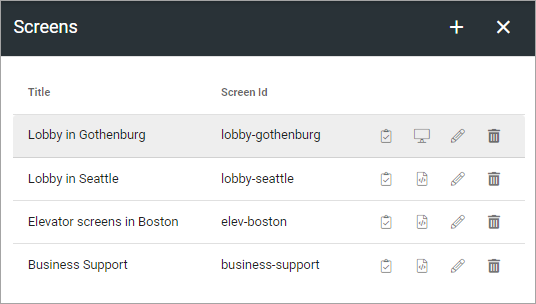 Screens
Title Screen Id
Lobby in Gothenburg lobby-gothenburg
Lobby in Seattle lobby-seattle
Elevator screens in Boston elev-boston
Business Support business-support